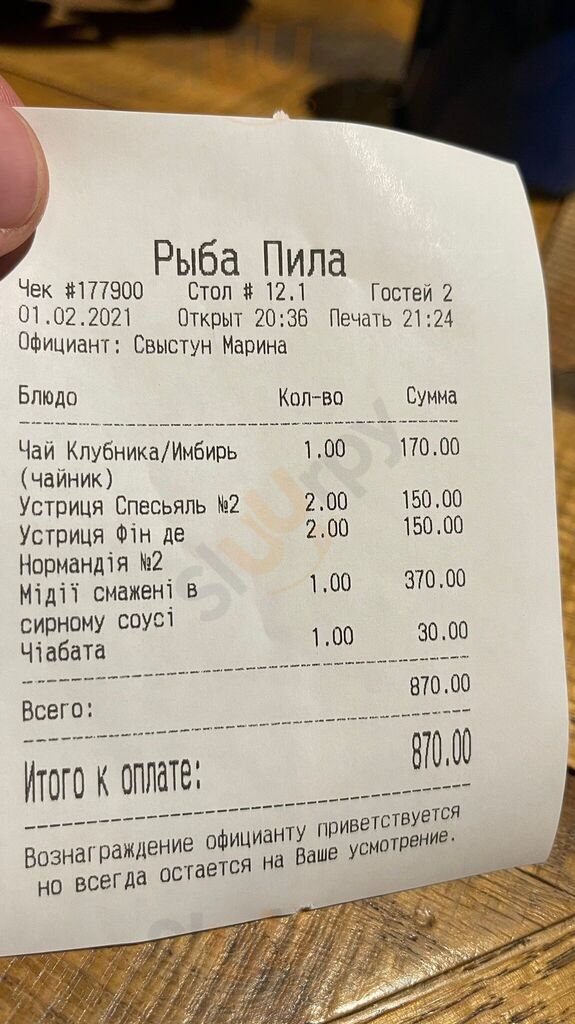 Рыба Пила
Чек #177900 Стол # 12.1 Гостей 2
01.02.2021 Открыт 20:36 Печать 21:24
Официант: Свыстун Марина
Блюдо Кол-во Сумма
Чай Клубника/Имбирь 1.00 170.00
(чайник)
Устриця Спесьяль №2 2.00 150.00
Устриця Фін де 2.00 150.00
Нормандія №2
Мідії смажені в 1.00 370.00
сирному соусі
Чіабата 1.00 30.00
Всего: 870.00
Итого к оплате: 870.00
Вознаграждение официанту приветствуется
но всегда остается на Ваше усмотрение.
sluurpy